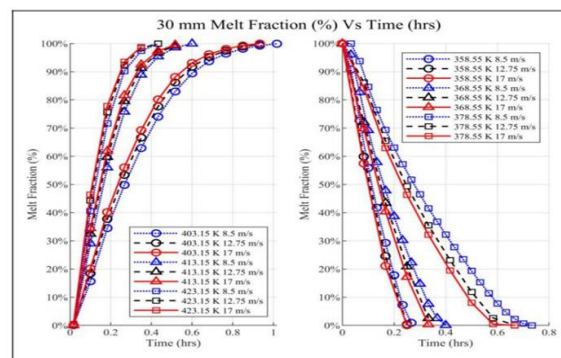 30 mm Melt Fraction (%) Vs Time (hrs)
100%
90%
80%
70%
60%
50%
40%
30%
20%
10%
0%
Melt Fraction (%)
0
0.2
0.4
0.6
0.8
1
Time (hrs)
403.15 K 8.5 m/s
403.15 K 12.75 m/s
403.15 K 17 m/s
413.15 K 8.5 m/s
413.15 K 12.75 m/s
413.15 K 17 m/s
423.15 K 8.5 m/s
423.15 K 12.75 m/s
423.15 K 17 m/s
100%
90%
80%
70%
60%
50%
40%
30%
20%
10%
0%
Melt Fraction (%)
0
0.2
0.4
0.6
0.8
Time (hrs)
358.55 K 8.5 m/s
358.55 K 12.75 m/s
358.55 K 17 m/s
368.55 K 8.5 m/s
368.55 K 12.75 m/s
368.55 K 17 m/s
378.55 K 8.5 m/s
378.55 K 12.75 m/s
378.55 K 17 m/s